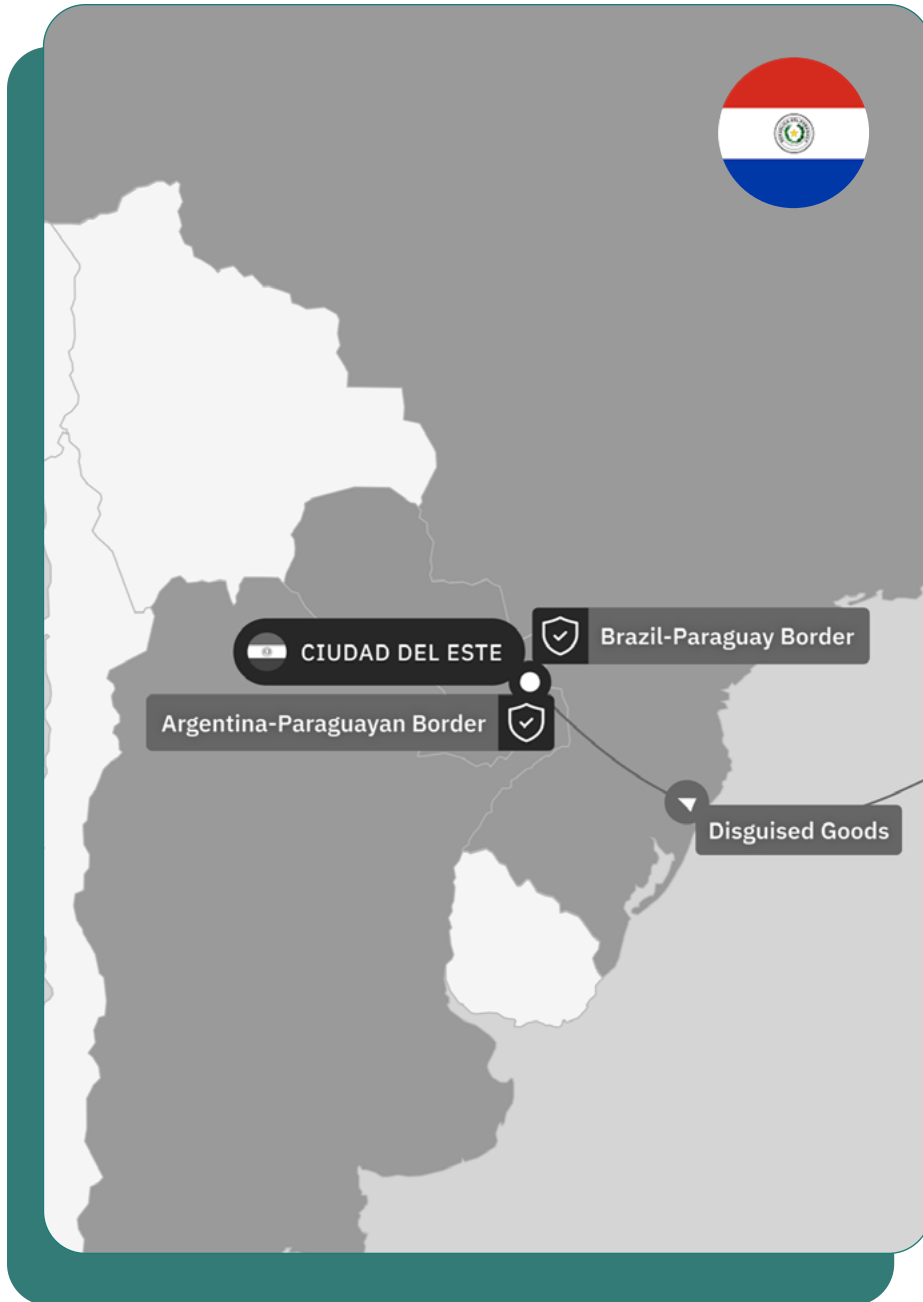 Brazil-Paraguay Border
CIUDAD DEL ESTE
Argentina-Paraguayan Border
Disguised Goods